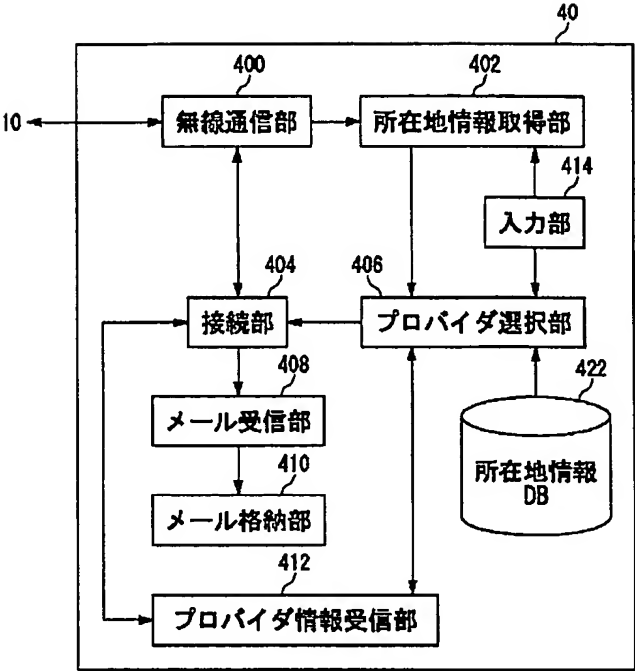 40
400
無線通信部
402
所在地情報取得部
10
414
入力部
404
接続部
406
プロバイダ選択部
408
メール受信部
422
所在地情報
DB
410
メール格納部
412
プロバイダ情報受信部